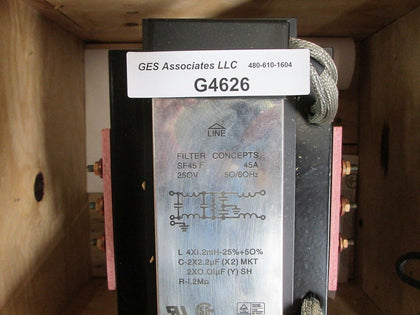 GES Associates LLC 480-610-1604
G4626
LINE
FILTER CONCEPTS
SF45 F 45A
250V 50/60Hz
L 4X1.2mH-25%+50%
C-2X2.2µF (X2) MKT
2X0.01µF (Y) SH
R-1.2MΩ